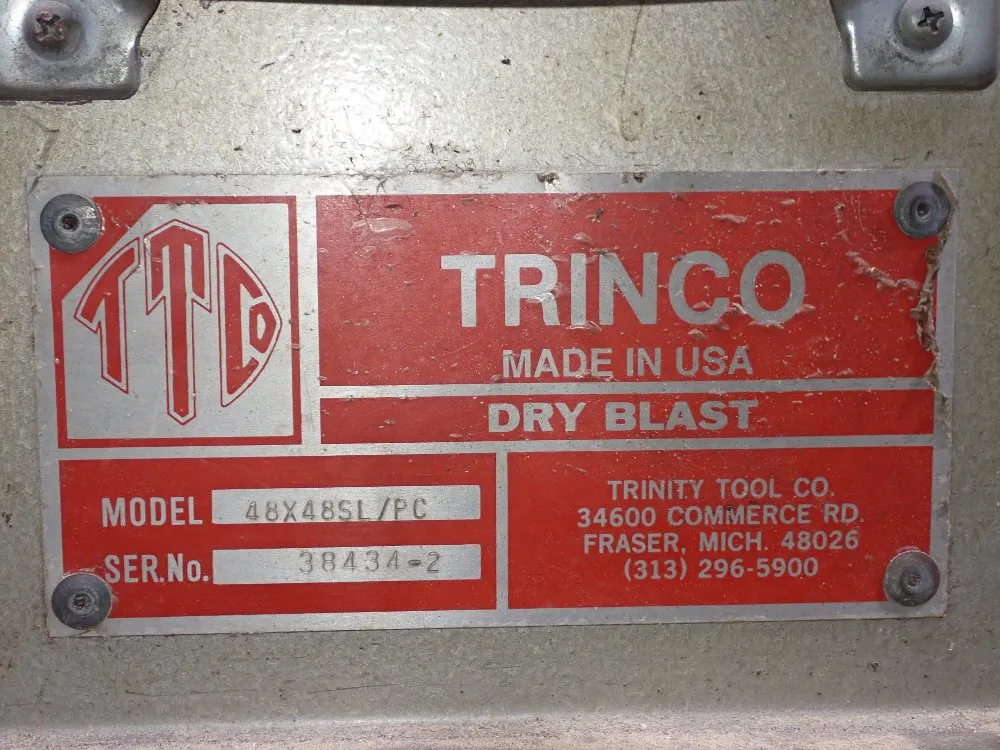 TTCo
TRINCO
MADE IN USA
DRY BLAST
MODEL 48X48SL/PC
SER.No. 38434-2
TRINITY TOOL CO.
34600 COMMERCE RD.
FRASER, MICH. 48026
(313) 296-5900